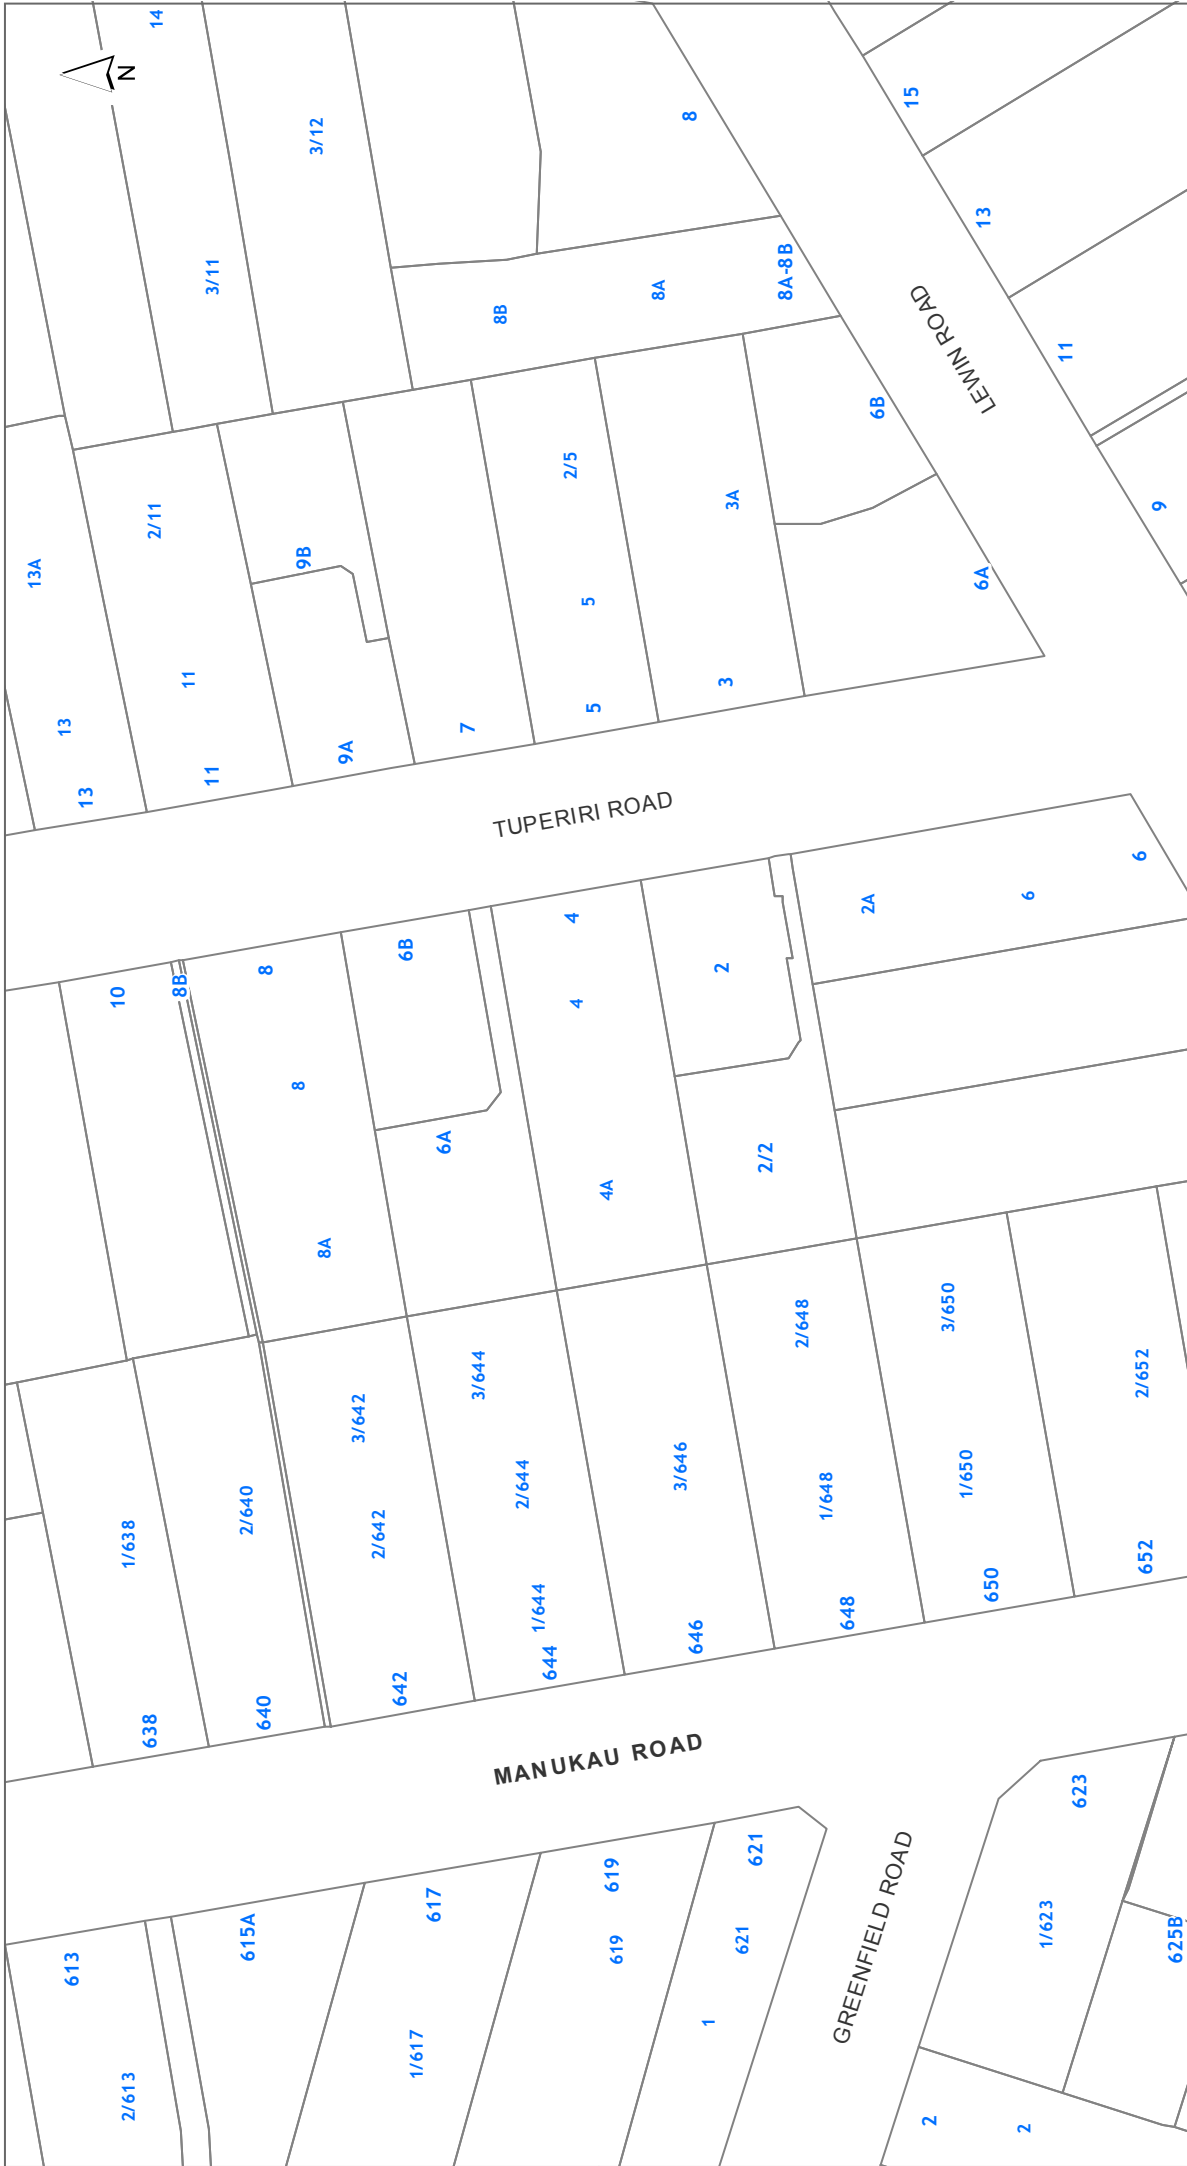 14
N
3/12
8
15
3/11
13
8B
8A
8A-8B
LEWIN ROAD
11
6B
2/5
3A
9
2/11
9B
13A
5
6A
11
3
13
5
7
9A
11
13
TUPERIRI ROAD
6
2A
6
4
6B
8
2
8B
10
4
8
6A
2/2
4A
8A
3/650
2/648
3/644
2/652
3/642
3/646
1/650
2/644
1/648
2/640
2/642
1/638
652
650
1/644
648
646
644
642
640
638
MANUKAU ROAD
623
621
619
617
GREENFIELD ROAD
1/623
615A
621
625B
619
613
1
1/617
2/613
2
2